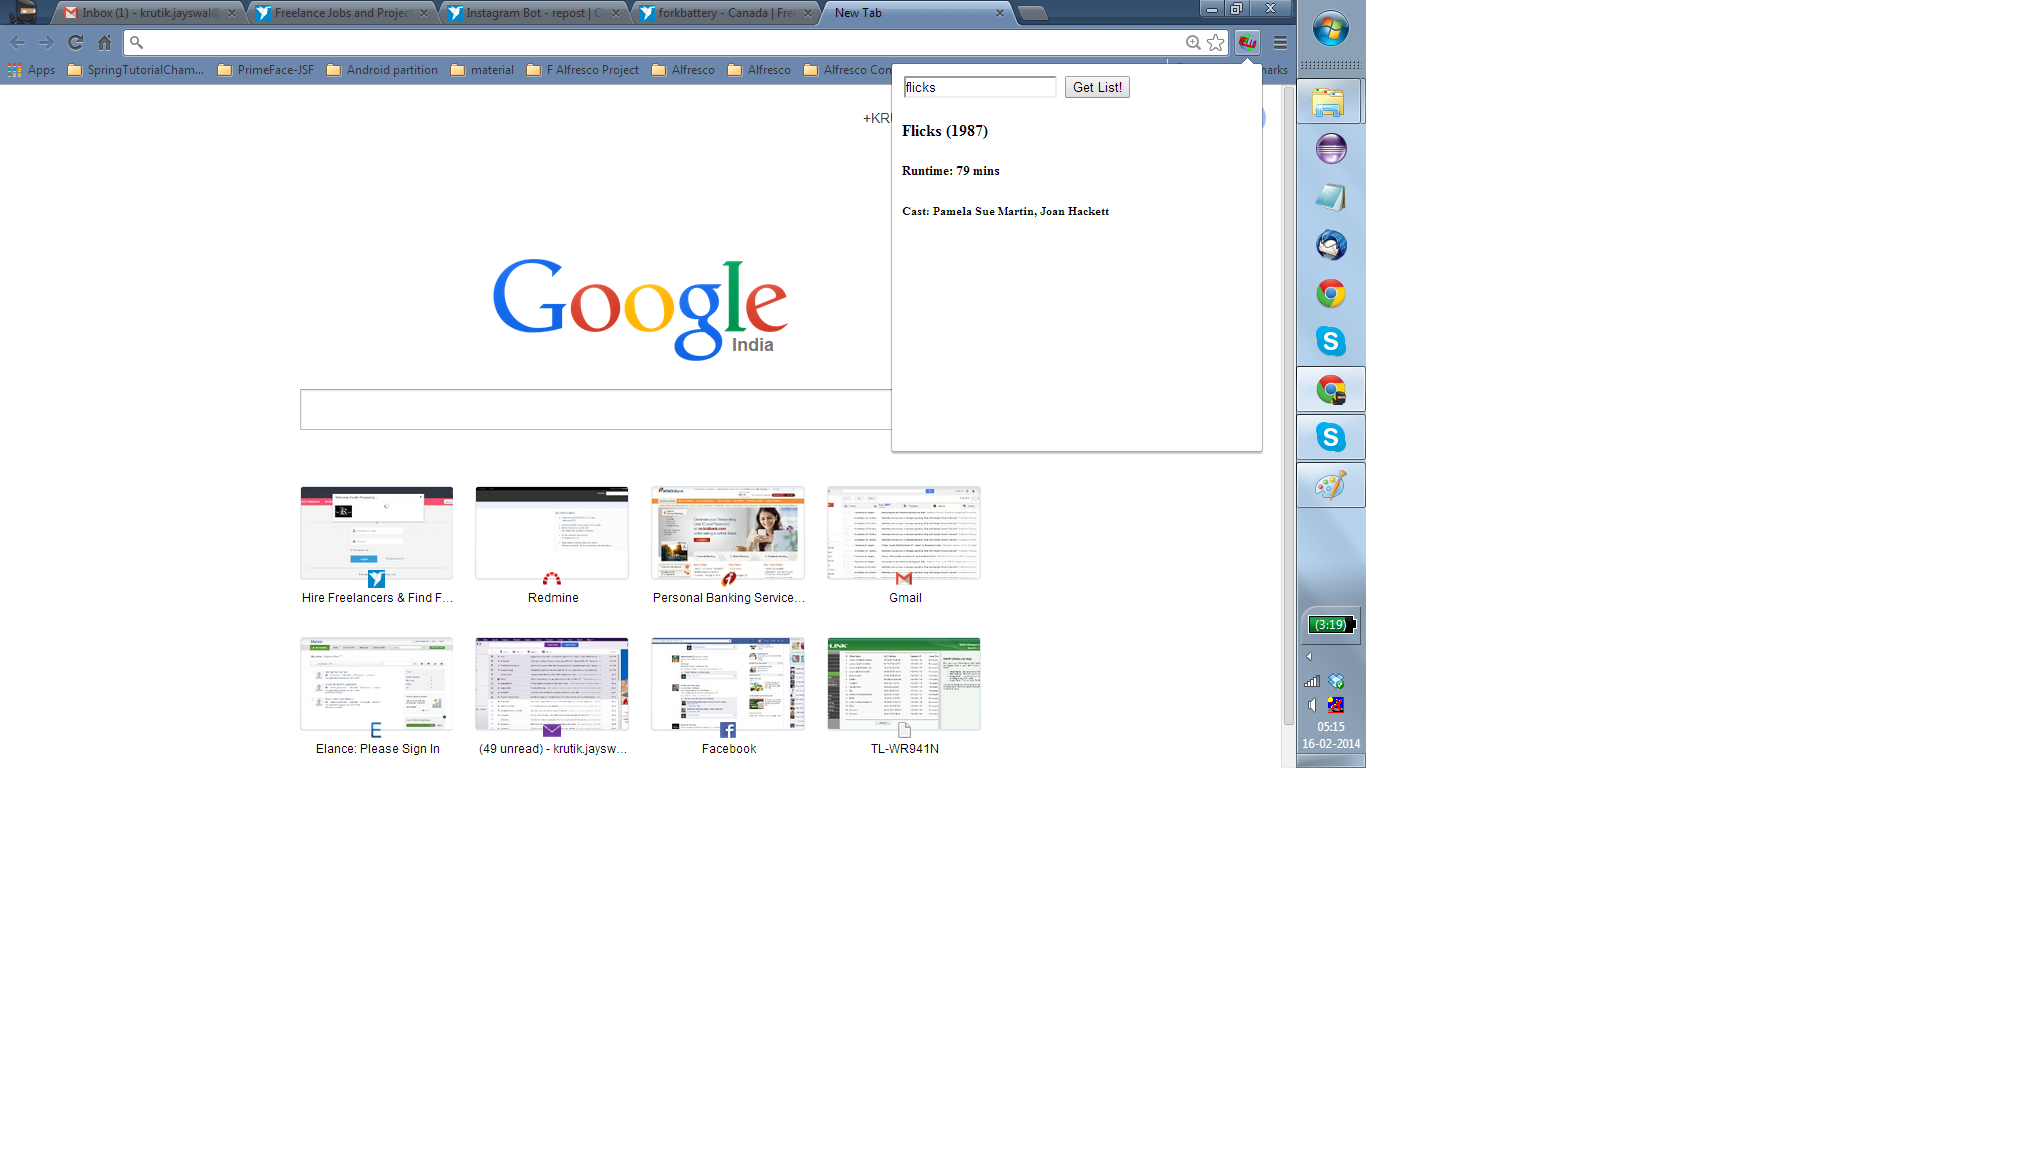 Inbox (1) - krutik.jayswal@
Freelance Jobs and Project
Instagram Bot - repost | C
forkbattery - Canada | Free
New Tab
Apps
SpringTutorialCham...
PrimeFace-JSF
Android partition
material
F Alfresco Project
Alfresco
Alfresco
Alfresco Con
marks
flicks
Get List!
+KRU
Flicks (1987)
Runtime: 79 mins
Cast: Pamela Sue Martin, Joan Hackett
Google
India
Hire Freelancers & Find F...
Redmine
Personal Banking Service...
Gmail
Elance: Please Sign In
(49 unread) - krutik.jaysw...
Facebook
TL-WR941N
(3:19)
05:15
16-02-2014